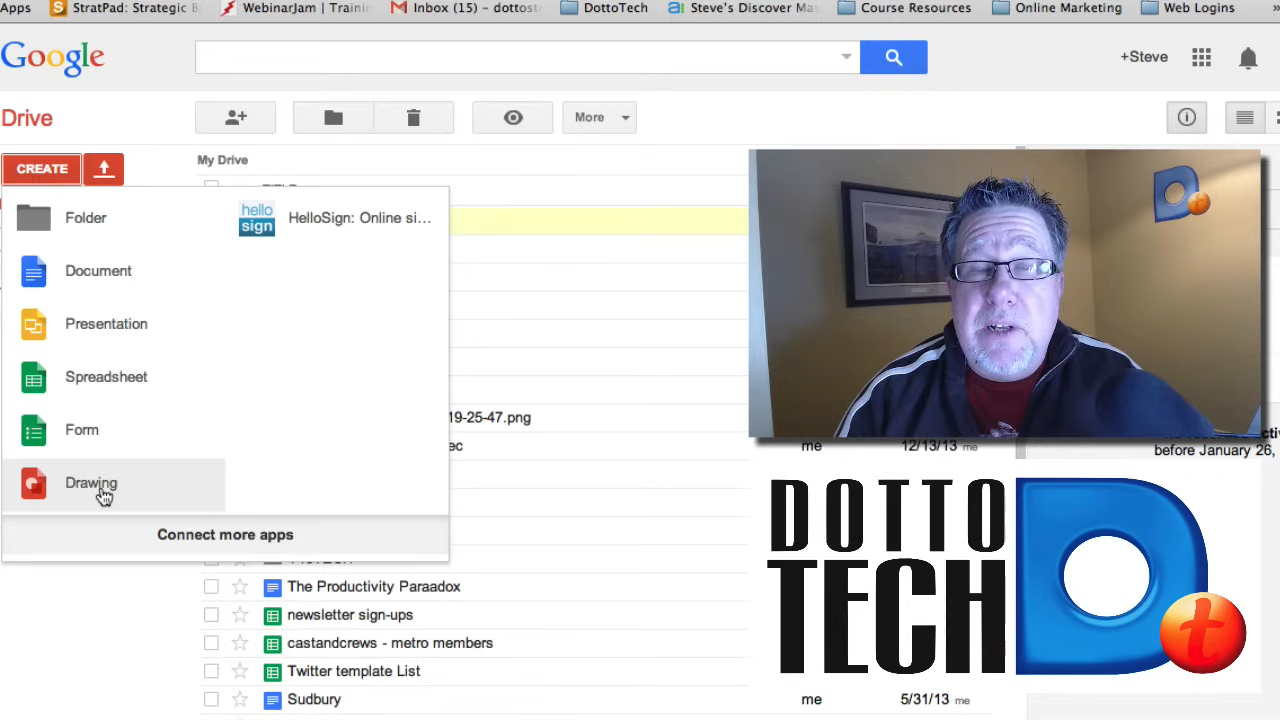 Apps StratPad: Strategic B WebinarJam | Trainin Inbox (15) - dottost DottoTech Steve's Discover Ma Course Resources Online Marketing Web Logins
Google
+Steve
Drive
More
My Drive
CREATE
Folder
hello sign
HelloSign: Online si...
Document
Presentation
Spreadsheet
Form
19-25-47.png
ec
me 12/13/13 me
before January 26,
Drawing
Connect more apps
DOTTO
TECH
t
The Productivity Paraadox
newsletter sign-ups
castandcrews - metro members
Twitter template List
Sudbury me 5/31/13 me